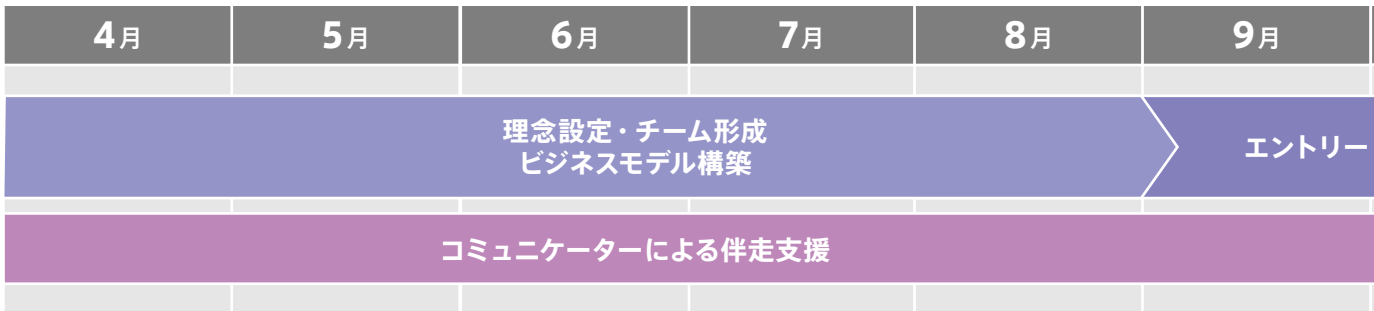 4月 5月 6月 7月 8月 9月
理念設定・チーム形成
ビジネスモデル構築
エントリー
コミュニケーターによる伴走支援